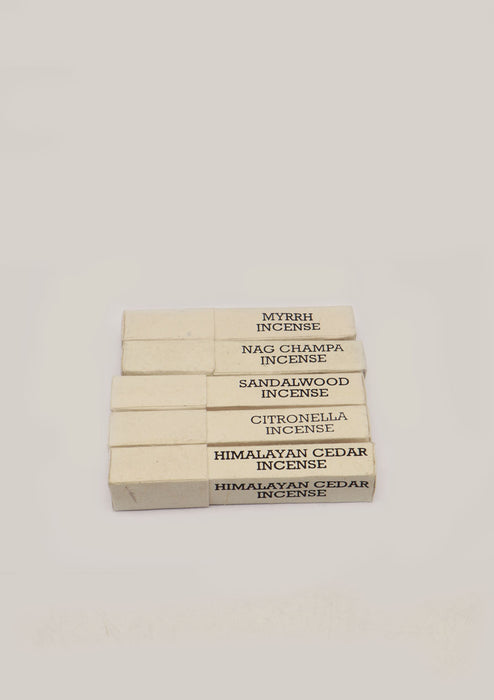 MYRRH
INCENSE
NAG CHAMPA
INCENSE
SANDALWOOD
INCENSE
CITRONELLA
INCENSE
HIMALAYAN CEDAR
INCENSE
HIMALAYAN CEDAR
INCENSE